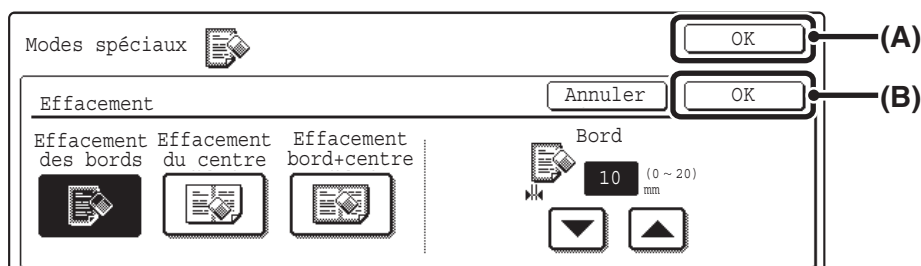 Modes spéciaux
OK
(A)
Effacement
Annuler
OK
(B)
Effacement des bords
Effacement du centre
Effacement bord+centre
Bord
10
(0 ~ 20)
mm